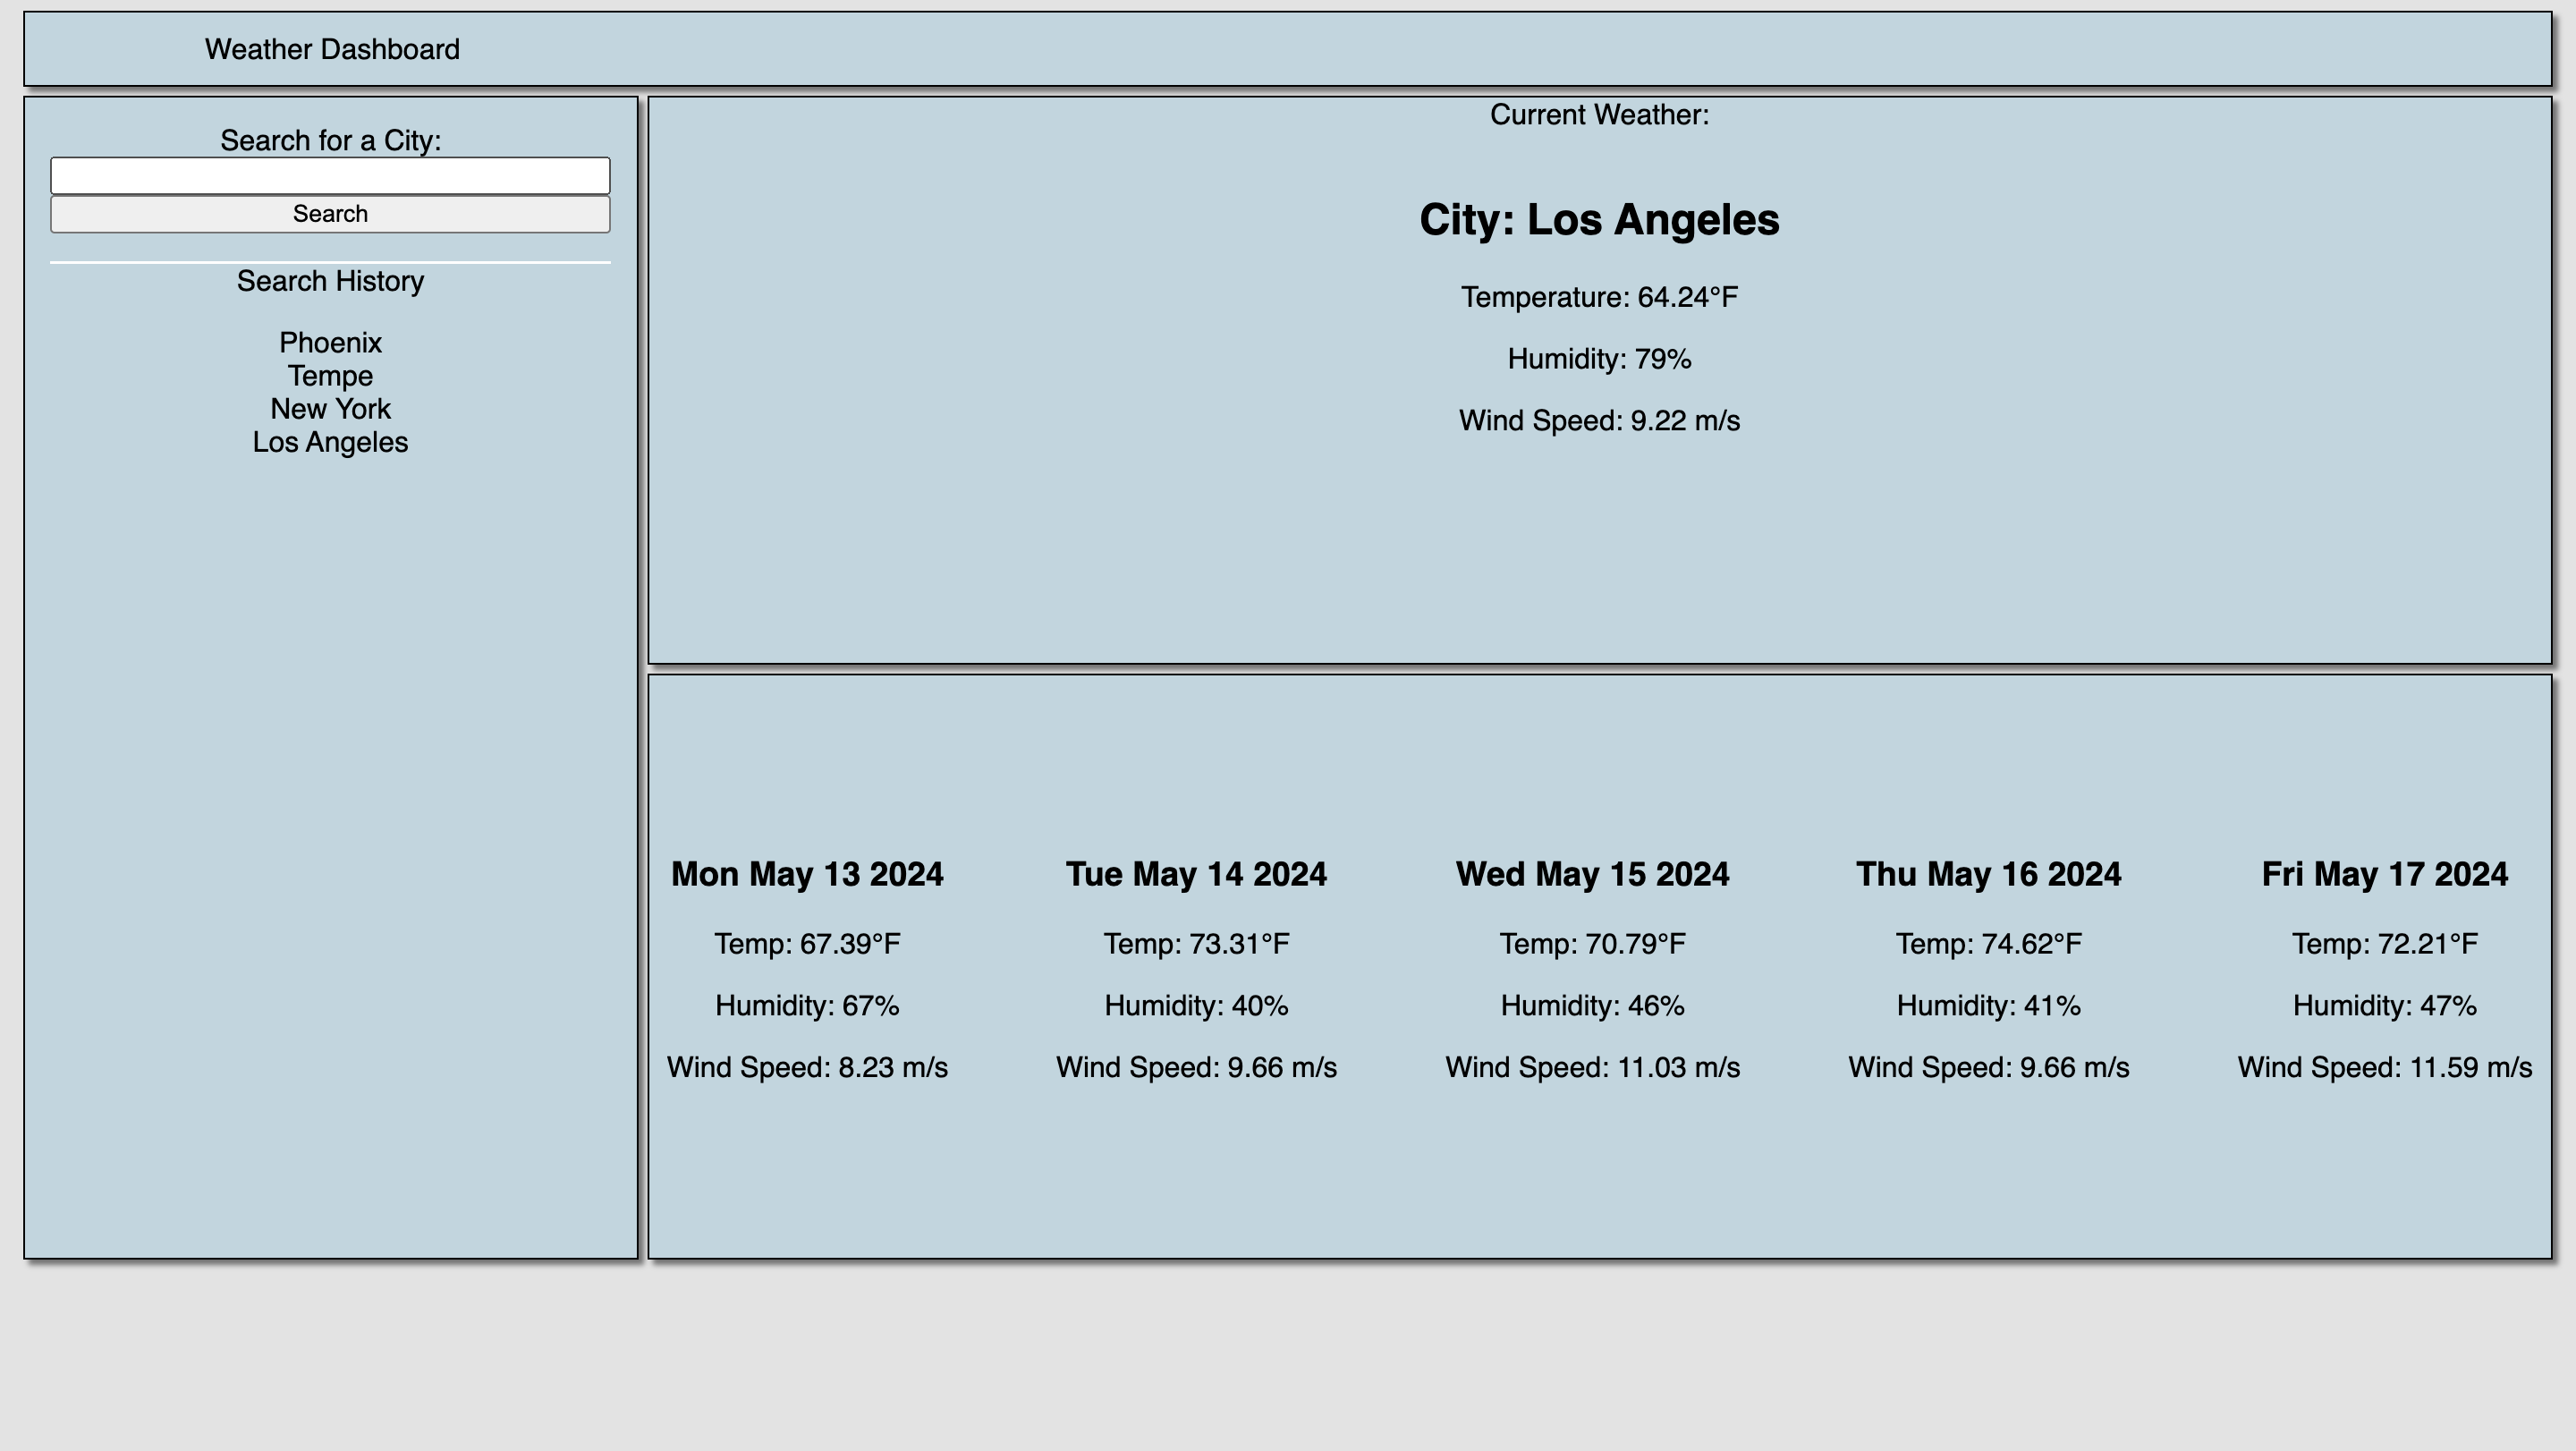 Weather Dashboard
Search for a City:
Search
Search History
Phoenix
Tempe
New York
Los Angeles
Current Weather:
City: Los Angeles
Temperature: 64.24°F
Humidity: 79%
Wind Speed: 9.22 m/s
Mon May 13 2024
Temp: 67.39°F
Humidity: 67%
Wind Speed: 8.23 m/s
Tue May 14 2024
Temp: 73.31°F
Humidity: 40%
Wind Speed: 9.66 m/s
Wed May 15 2024
Temp: 70.79°F
Humidity: 46%
Wind Speed: 11.03 m/s
Thu May 16 2024
Temp: 74.62°F
Humidity: 41%
Wind Speed: 9.66 m/s
Fri May 17 2024
Temp: 72.21°F
Humidity: 47%
Wind Speed: 11.59 m/s